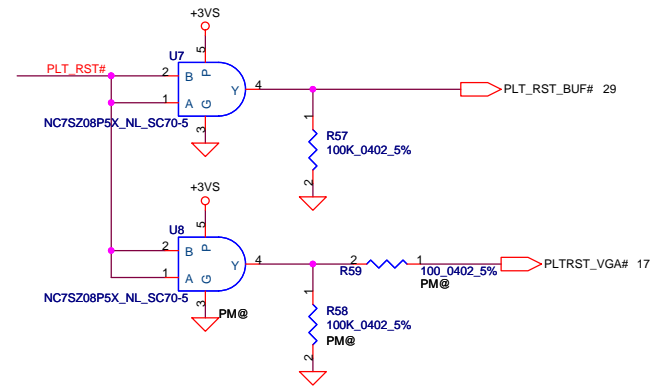 +3VS
U7
5
PLT_RST#
2 B P
Y 4
PLT_RST_BUF# 29
1 A G
NC7SZ08P5X_NL_SC70-5
3
1
R57
100K_0402_5%
2
+3VS
U8
5
2 B P
Y 4
2 1
R59
100_0402_5%
PM@
PLTRST_VGA# 17
1 A G
NC7SZ08P5X_NL_SC70-5
3
PM@
1
R58
100K_0402_5%
PM@
2